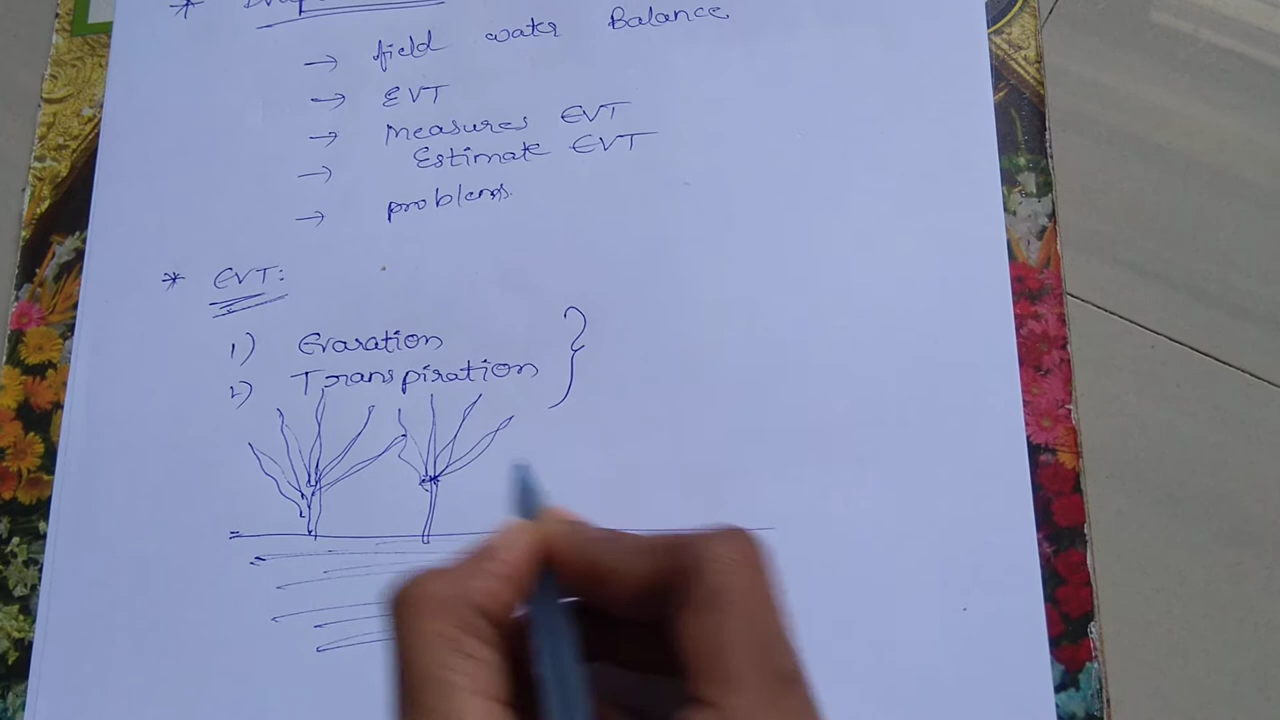 *
→ field water Balance
→ EVT
→ measures EVT
→ Estimate EVT
→ problems.
* EVT:
1) Evaration
2) Transpiration